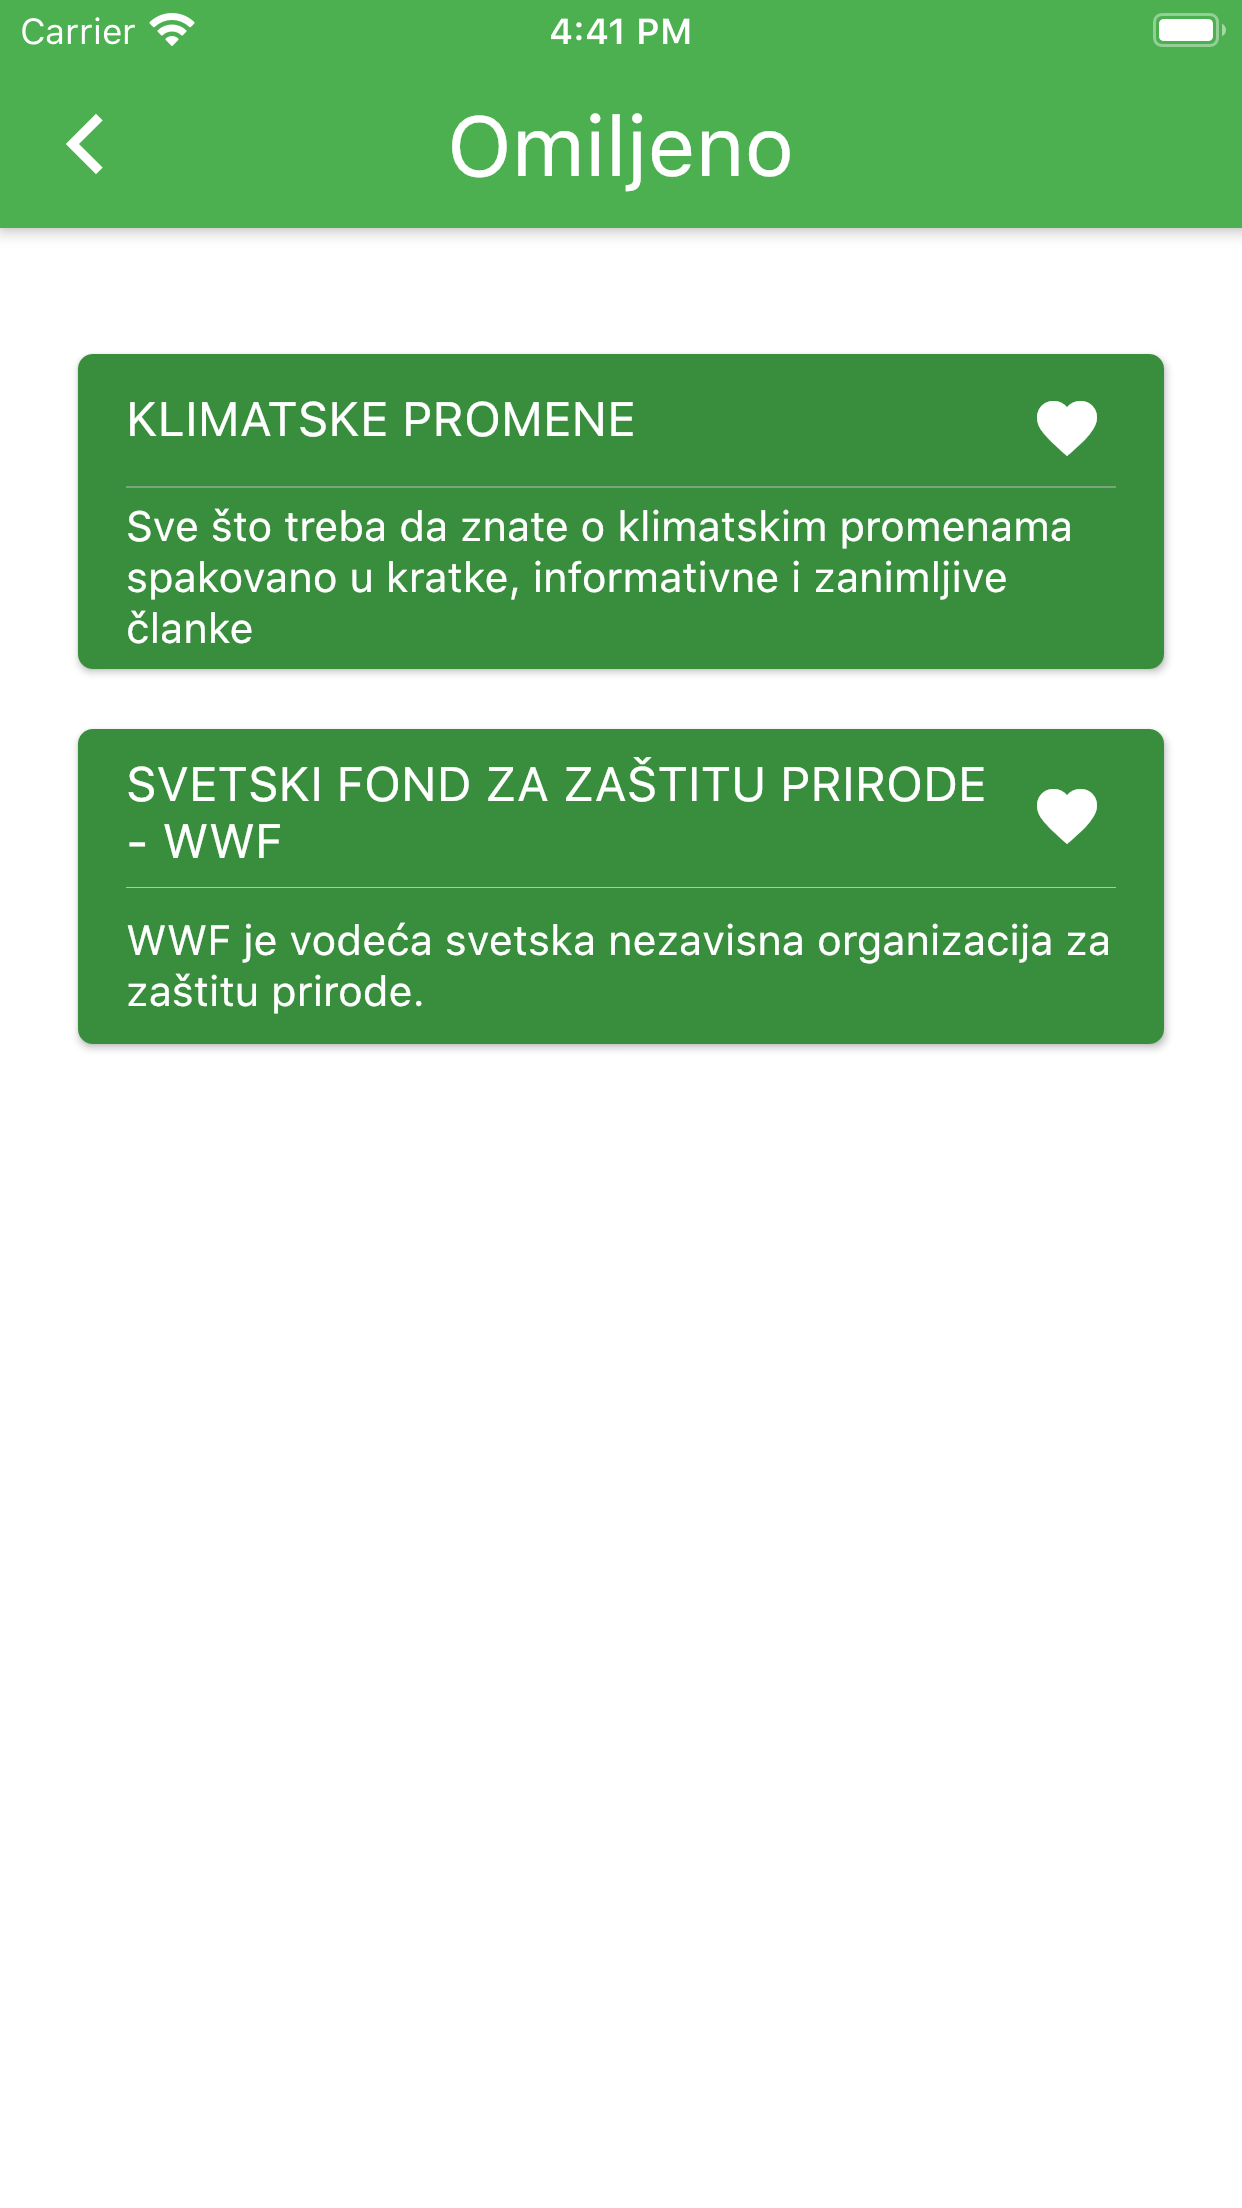 Carrier 4:41 PM
Omiljeno
KLIMATSKE PROMENE
Sve što treba da znate o klimatskim promenama
spakovano u kratke, informativne i zanimljive
članke
SVETSKI FOND ZA ZAŠTITU PRIRODE
- WWF
WWF je vodeća svetska nezavisna organizacija za
zaštitu prirode.